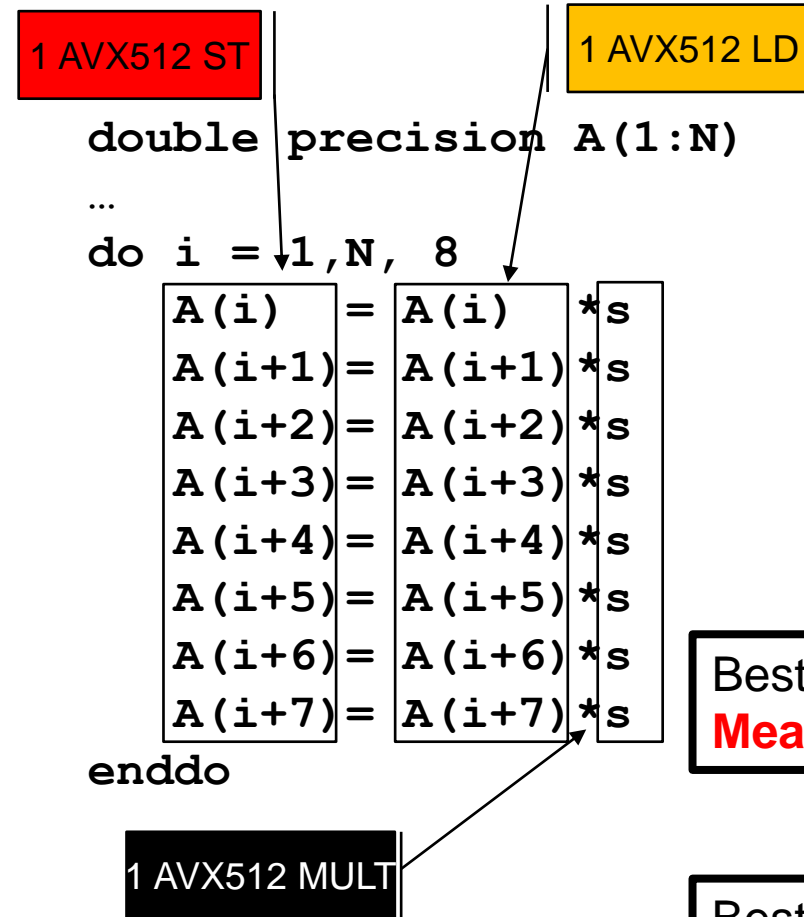 1 AVX512 ST
1 AVX512 LD
double precision A(1:N)
…
do i = 1,N, 8
A(i) = A(i) *s
A(i+1)= A(i+1)*s
A(i+2)= A(i+2)*s
A(i+3)= A(i+3)*s
A(i+4)= A(i+4)*s
A(i+5)= A(i+5)*s
A(i+6)= A(i+6)*s
A(i+7)= A(i+7)*s
enddo
Best
1 AVX512 MULT